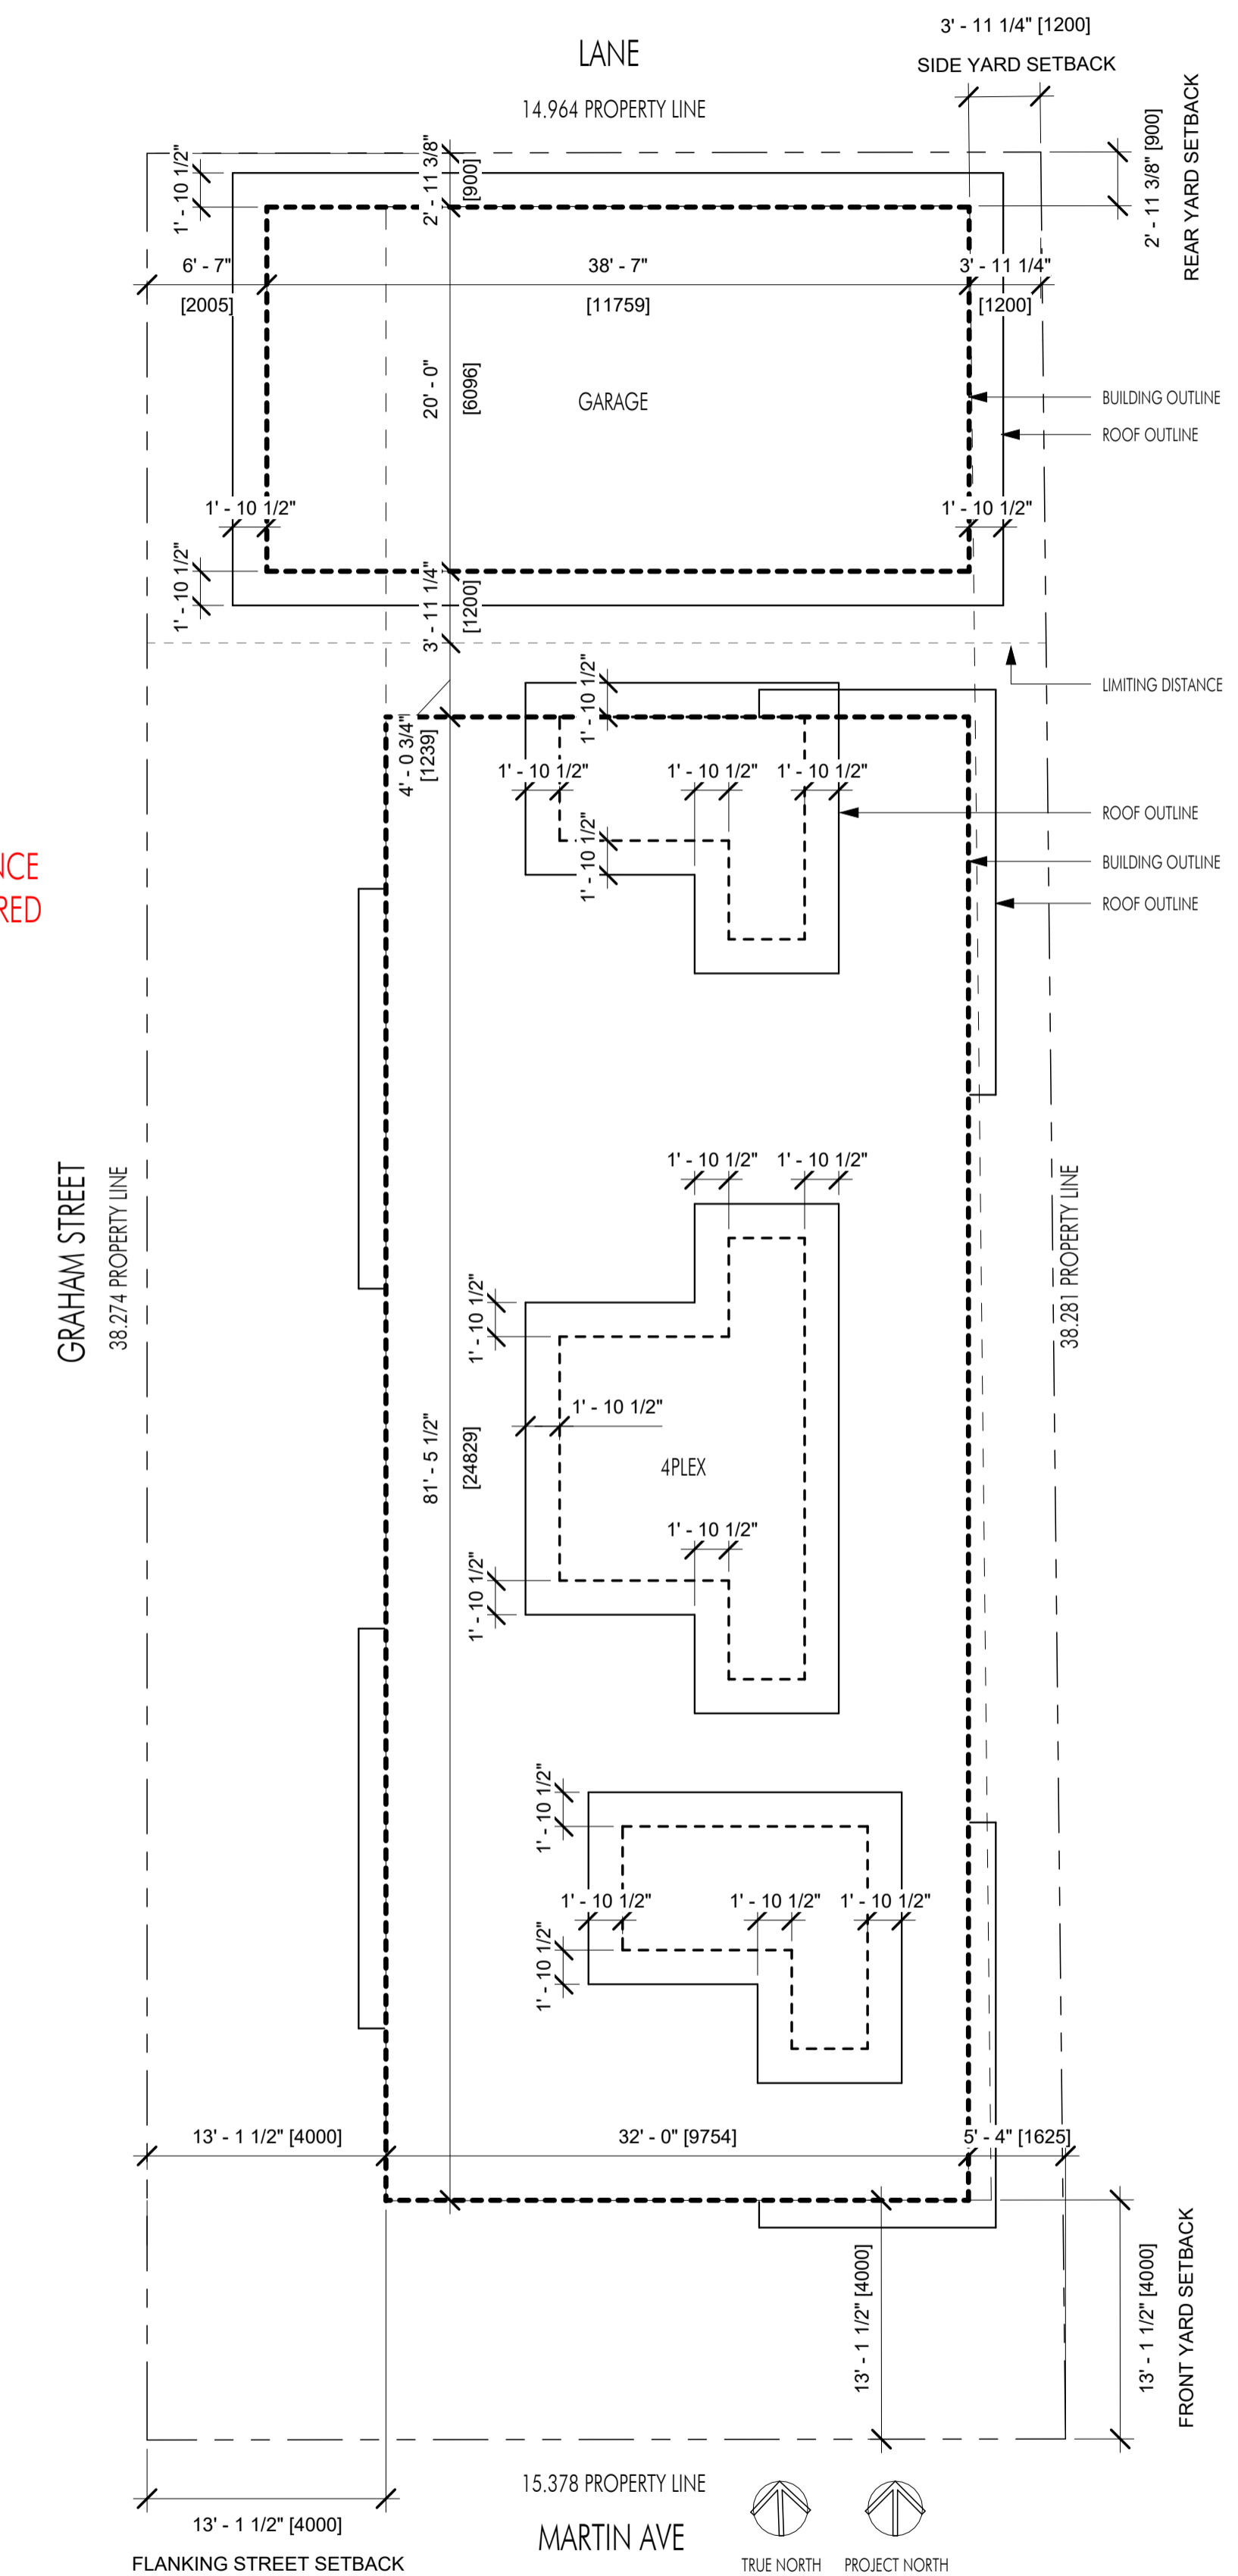 3' - 11 1/4" [1200]
SIDE YARD SETBACK
LANE
14.964 PROPERTY LINE
1' - 10 1/2"
2' - 11 3/8"
[900]
2' - 11 3/8" [900]
REAR YARD SETBACK
6' - 7"
[2005]
38' - 7"
[11759]
3' - 11 1/4"
[1200]
20' - 0"
[6096]
GARAGE
BUILDING OUTLINE
ROOF OUTLINE
1' - 10 1/2"
1' - 10 1/2"
1' - 10 1/2"
3' - 11 1/4"
[1200]
LIMITING DISTANCE
1' - 10 1/2"
4' - 0 3/4"
[1239]
1' - 10 1/2"
1' - 10 1/2"
1' - 10 1/2"
1' - 10 1/2"
ROOF OUTLINE
BUILDING OUTLINE
ROOF OUTLINE
NCE
RED
1' - 10 1/2"
1' - 10 1/2"
GRAHAM STREET
38.274 PROPERTY LINE
38.281 PROPERTY LINE
1' - 10 1/2"
1' - 10 1/2"
81' - 5 1/2"
[24829]
4PLEX
1' - 10 1/2"
1' - 10 1/2"
1' - 10 1/2"
1' - 10 1/2"
1' - 10 1/2"
1' - 10 1/2"
1' - 10 1/2"
13' - 1 1/2" [4000]
32' - 0" [9754]
5' - 4" [1625]
13' - 1 1/2" [4000]
13' - 1 1/2" [4000]
FRONT YARD SETBACK
15.378 PROPERTY LINE
13' - 1 1/2" [4000]
FLANKING STREET SETBACK
MARTIN AVE
TRUE NORTH
PROJECT NORTH